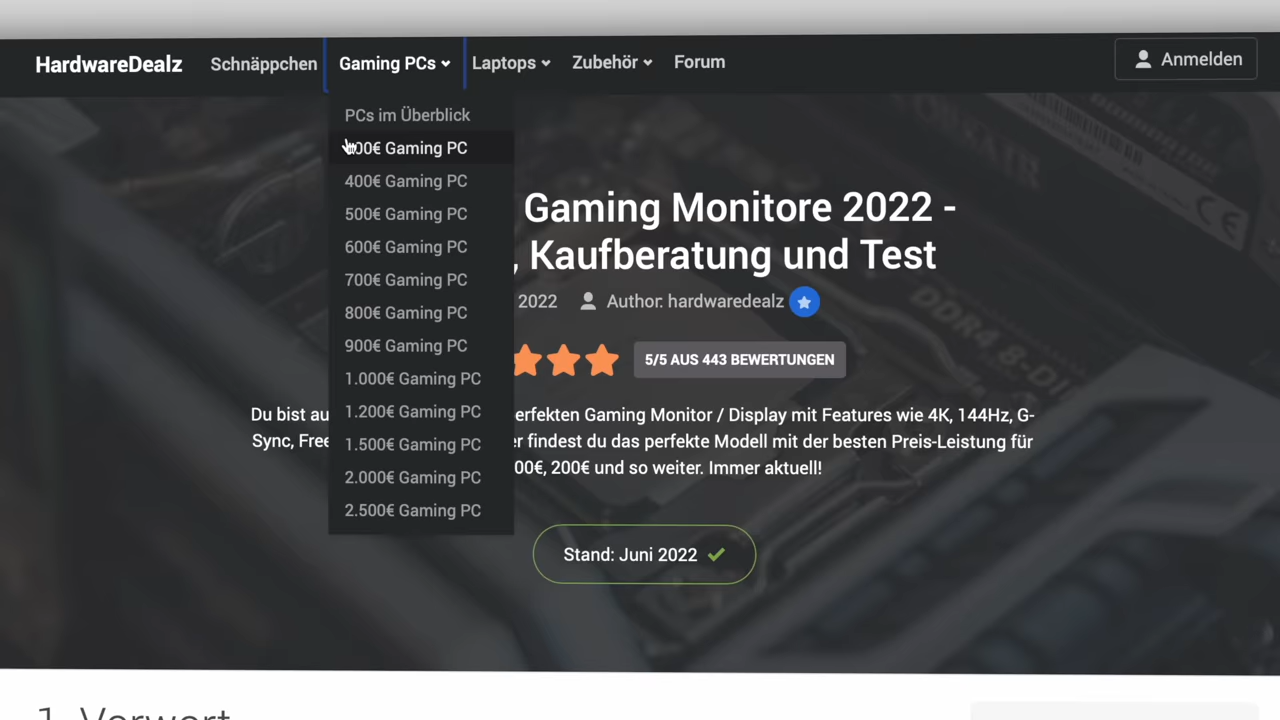 HardwareDealz Schnäppchen Gaming PCs Laptops Zubehör Forum Anmelden
PCs im Überblick
00€ Gaming PC
400€ Gaming PC
500€ Gaming PC
600€ Gaming PC
700€ Gaming PC
800€ Gaming PC
900€ Gaming PC
1.000€ Gaming PC
1.200€ Gaming PC
1.500€ Gaming PC
2.000€ Gaming PC
2.500€ Gaming PC
Gaming Monitore 2022 -
, Kaufberatung und Test
2022 Author: hardwaredealz
5/5 AUS 443 BEWERTUNGEN
Du bist au erfekten Gaming Monitor / Display mit Features wie 4K, 144Hz, G-
Sync, Free r findest du das perfekte Modell mit der besten Preis-Leistung für
00€, 200€ und so weiter. Immer aktuell!
Stand: Juni 2022
1. Vorwort